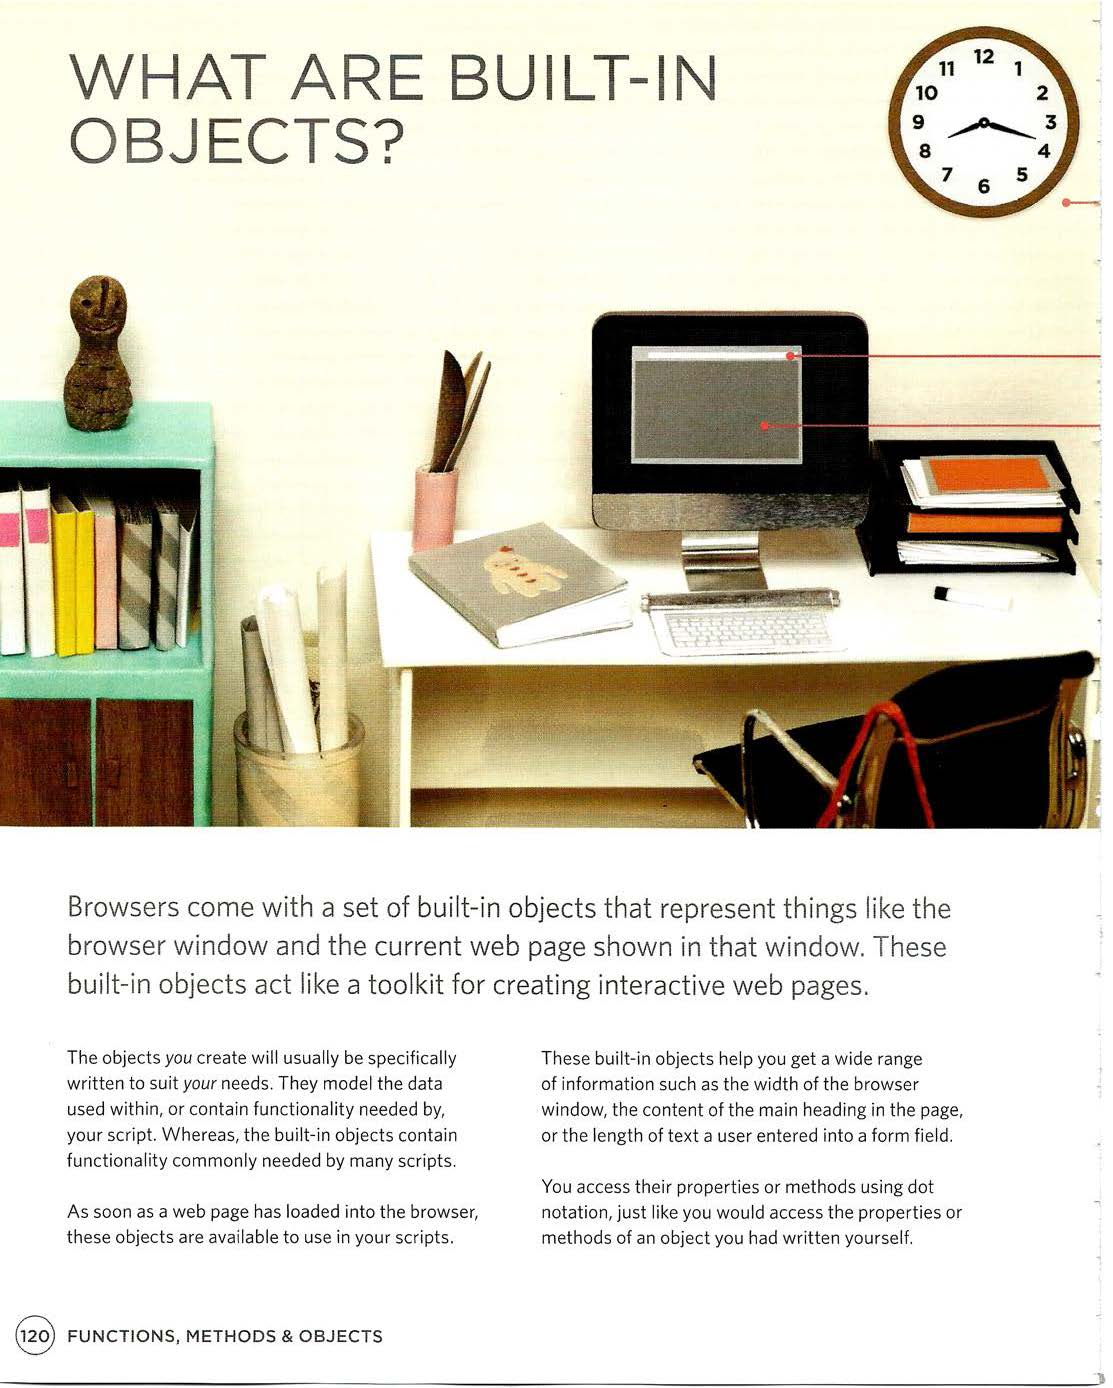 WHAT ARE BUILT-IN
OBJECTS?
12
11
1
10
2
9
3
8
4
7
5
6
Browsers come with a set of built-in objects that represent things like the
browser window and the current web page shown in that window. These
built-in objects act like a toolkit for creating interactive web pages.
The objects you create will usually be specifically
written to suit your needs. They model the data
used within, or contain functionality needed by,
your script. Whereas, the built-in objects contain
functionality commonly needed by many scripts.
As soon as a web page has loaded into the browser,
these objects are available to use in your scripts.
These built-in objects help you get a wide range
of information such as the width of the browser
window, the content of the main heading in the page,
or the length of text a user entered into a form field.
You access their properties or methods using dot
notation, just like you would access the properties or
methods of an object you had written yourself.
120 FUNCTIONS, METHODS & OBJECTS